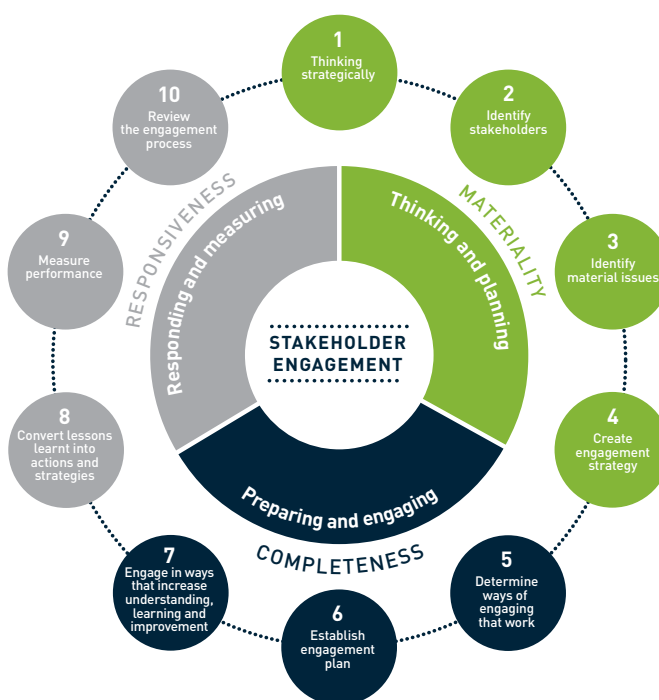 1
Thinking
strategically
2
Identify
stakeholders
3
Identify
material issues
4
Create
engagement
strategy
5
Determine
ways of
engaging
that work
6
Establish
engagement
plan
7
Engage in ways
that increase
understanding,
learning and
improvement
8
Convert lessons
learnt into
actions and
strategies
9
Measure
performance
10
Review
the engagement
process
RESPONSIVENESS
MATERIALITY
COMPLETENESS
Responding and measuring
Thinking and planning
Preparing and engaging
STAKEHOLDER
ENGAGEMENT